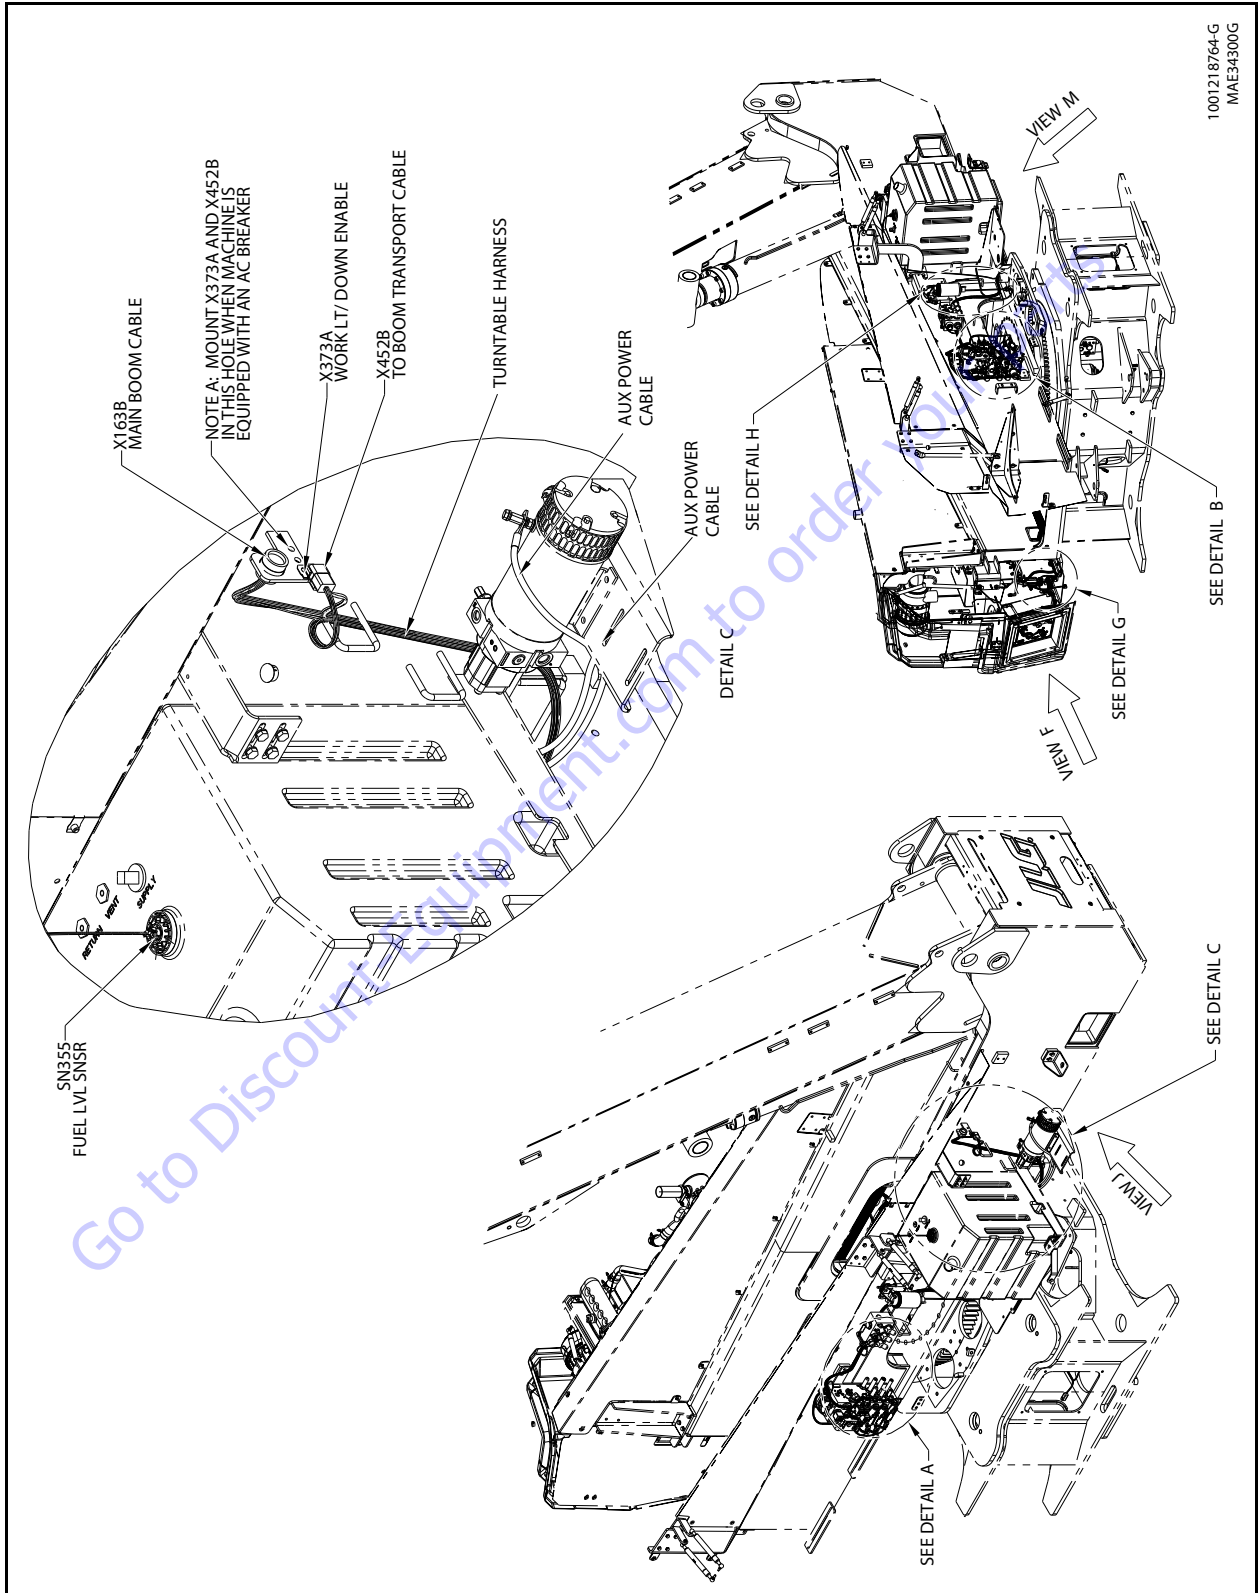 SN355
FUEL LVL SNSR
RETURN
VENT
SUPPLY
X163B
MAIN BOOM CABLE
NOTE A: MOUNT X373A AND X452B
IN THIS HOLE WHEN MACHINE IS
EQUIPPED WITH AN AC BREAKER
X373A
WORK LT/ DOWN ENABLE
X452B
TO BOOM TRANSPORT CABLE
TURNTABLE HARNESS
AUX POWER
CABLE
AUX POWER
CABLE
DETAIL C
SEE DETAIL A
JLG
SEE DETAIL C
VIEW J
VIEW F
SEE DETAIL G
SEE DETAIL H
SEE DETAIL B
VIEW M
1001218764-G
MAE34300G
Go to Discount-Equipment.com to order your parts